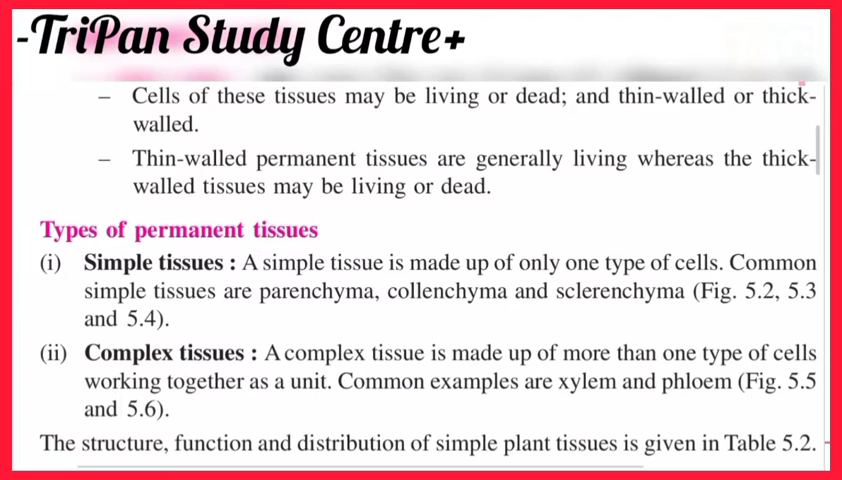 -TriPan Study Centre+
– Cells of these tissues may be living or dead; and thin-walled or thick-
walled.
– Thin-walled permanent tissues are generally living whereas the thick-
walled tissues may be living or dead.
Types of permanent tissues
(i) Simple tissues : A simple tissue is made up of only one type of cells. Common
simple tissues are parenchyma, collenchyma and sclerenchyma (Fig. 5.2, 5.3
and 5.4).
(ii) Complex tissues : A complex tissue is made up of more than one type of cells
working together as a unit. Common examples are xylem and phloem (Fig. 5.5
and 5.6).
The structure, function and distribution of simple plant tissues is given in Table 5.2.